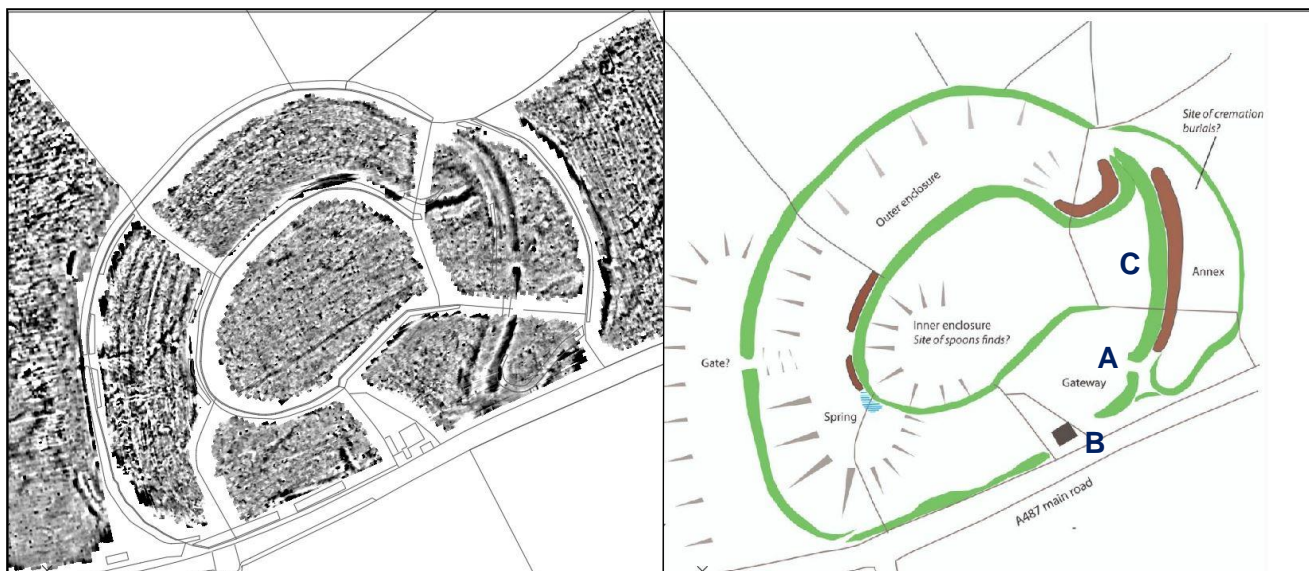 Site of cremation
burials?
Outer enclosure
C
Annex
Inner enclosure
Site of spoons finds?
Gate?
A
Gateway
Spring
B
A487 main road